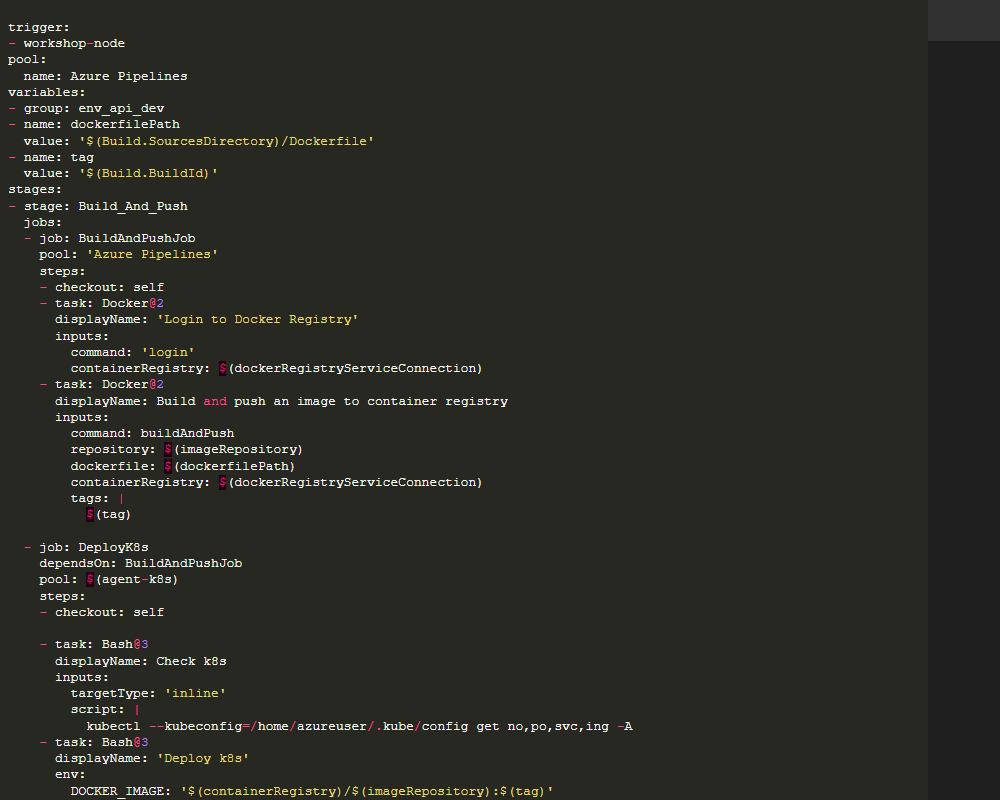 trigger:
- workshop-node
pool:
  name: Azure Pipelines
variables:
- group: env_api_dev
- name: dockerfilePath
  value: '$(Build.SourcesDirectory)/Dockerfile'
- name: tag
  value: '$(Build.BuildId)'
stages:
- stage: Build_And_Push
  jobs:
  - job: BuildAndPushJob
    pool: 'Azure Pipelines'
    steps:
    - checkout: self
    - task: Docker@2
      displayName: 'Login to Docker Registry'
      inputs:
        command: 'login'
        containerRegistry: $(dockerRegistryServiceConnection)
    - task: Docker@2
      displayName: Build and push an image to container registry
      inputs:
        command: buildAndPush
        repository: $(imageRepository)
        dockerfile: $(dockerfilePath)
        containerRegistry: $(dockerRegistryServiceConnection)
        tags: |
          $(tag)

  - job: DeployK8s
    dependsOn: BuildAndPushJob
    pool: $(agent-k8s)
    steps:
    - checkout: self

    - task: Bash@3
      displayName: Check k8s
      inputs:
        targetType: 'inline'
        script: |
          kubectl --kubeconfig=/home/azureuser/.kube/config get no,po,svc,ing -A
    - task: Bash@3
      displayName: 'Deploy k8s'
      env:
        DOCKER_IMAGE: '$(containerRegistry)/$(imageRepository):$(tag)'